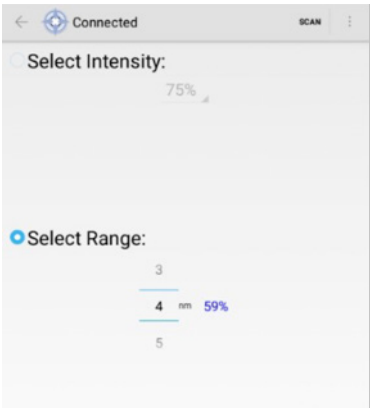 Connected SCAN
Select Intensity:
75%
Select Range:
3
4 nm 59%
5